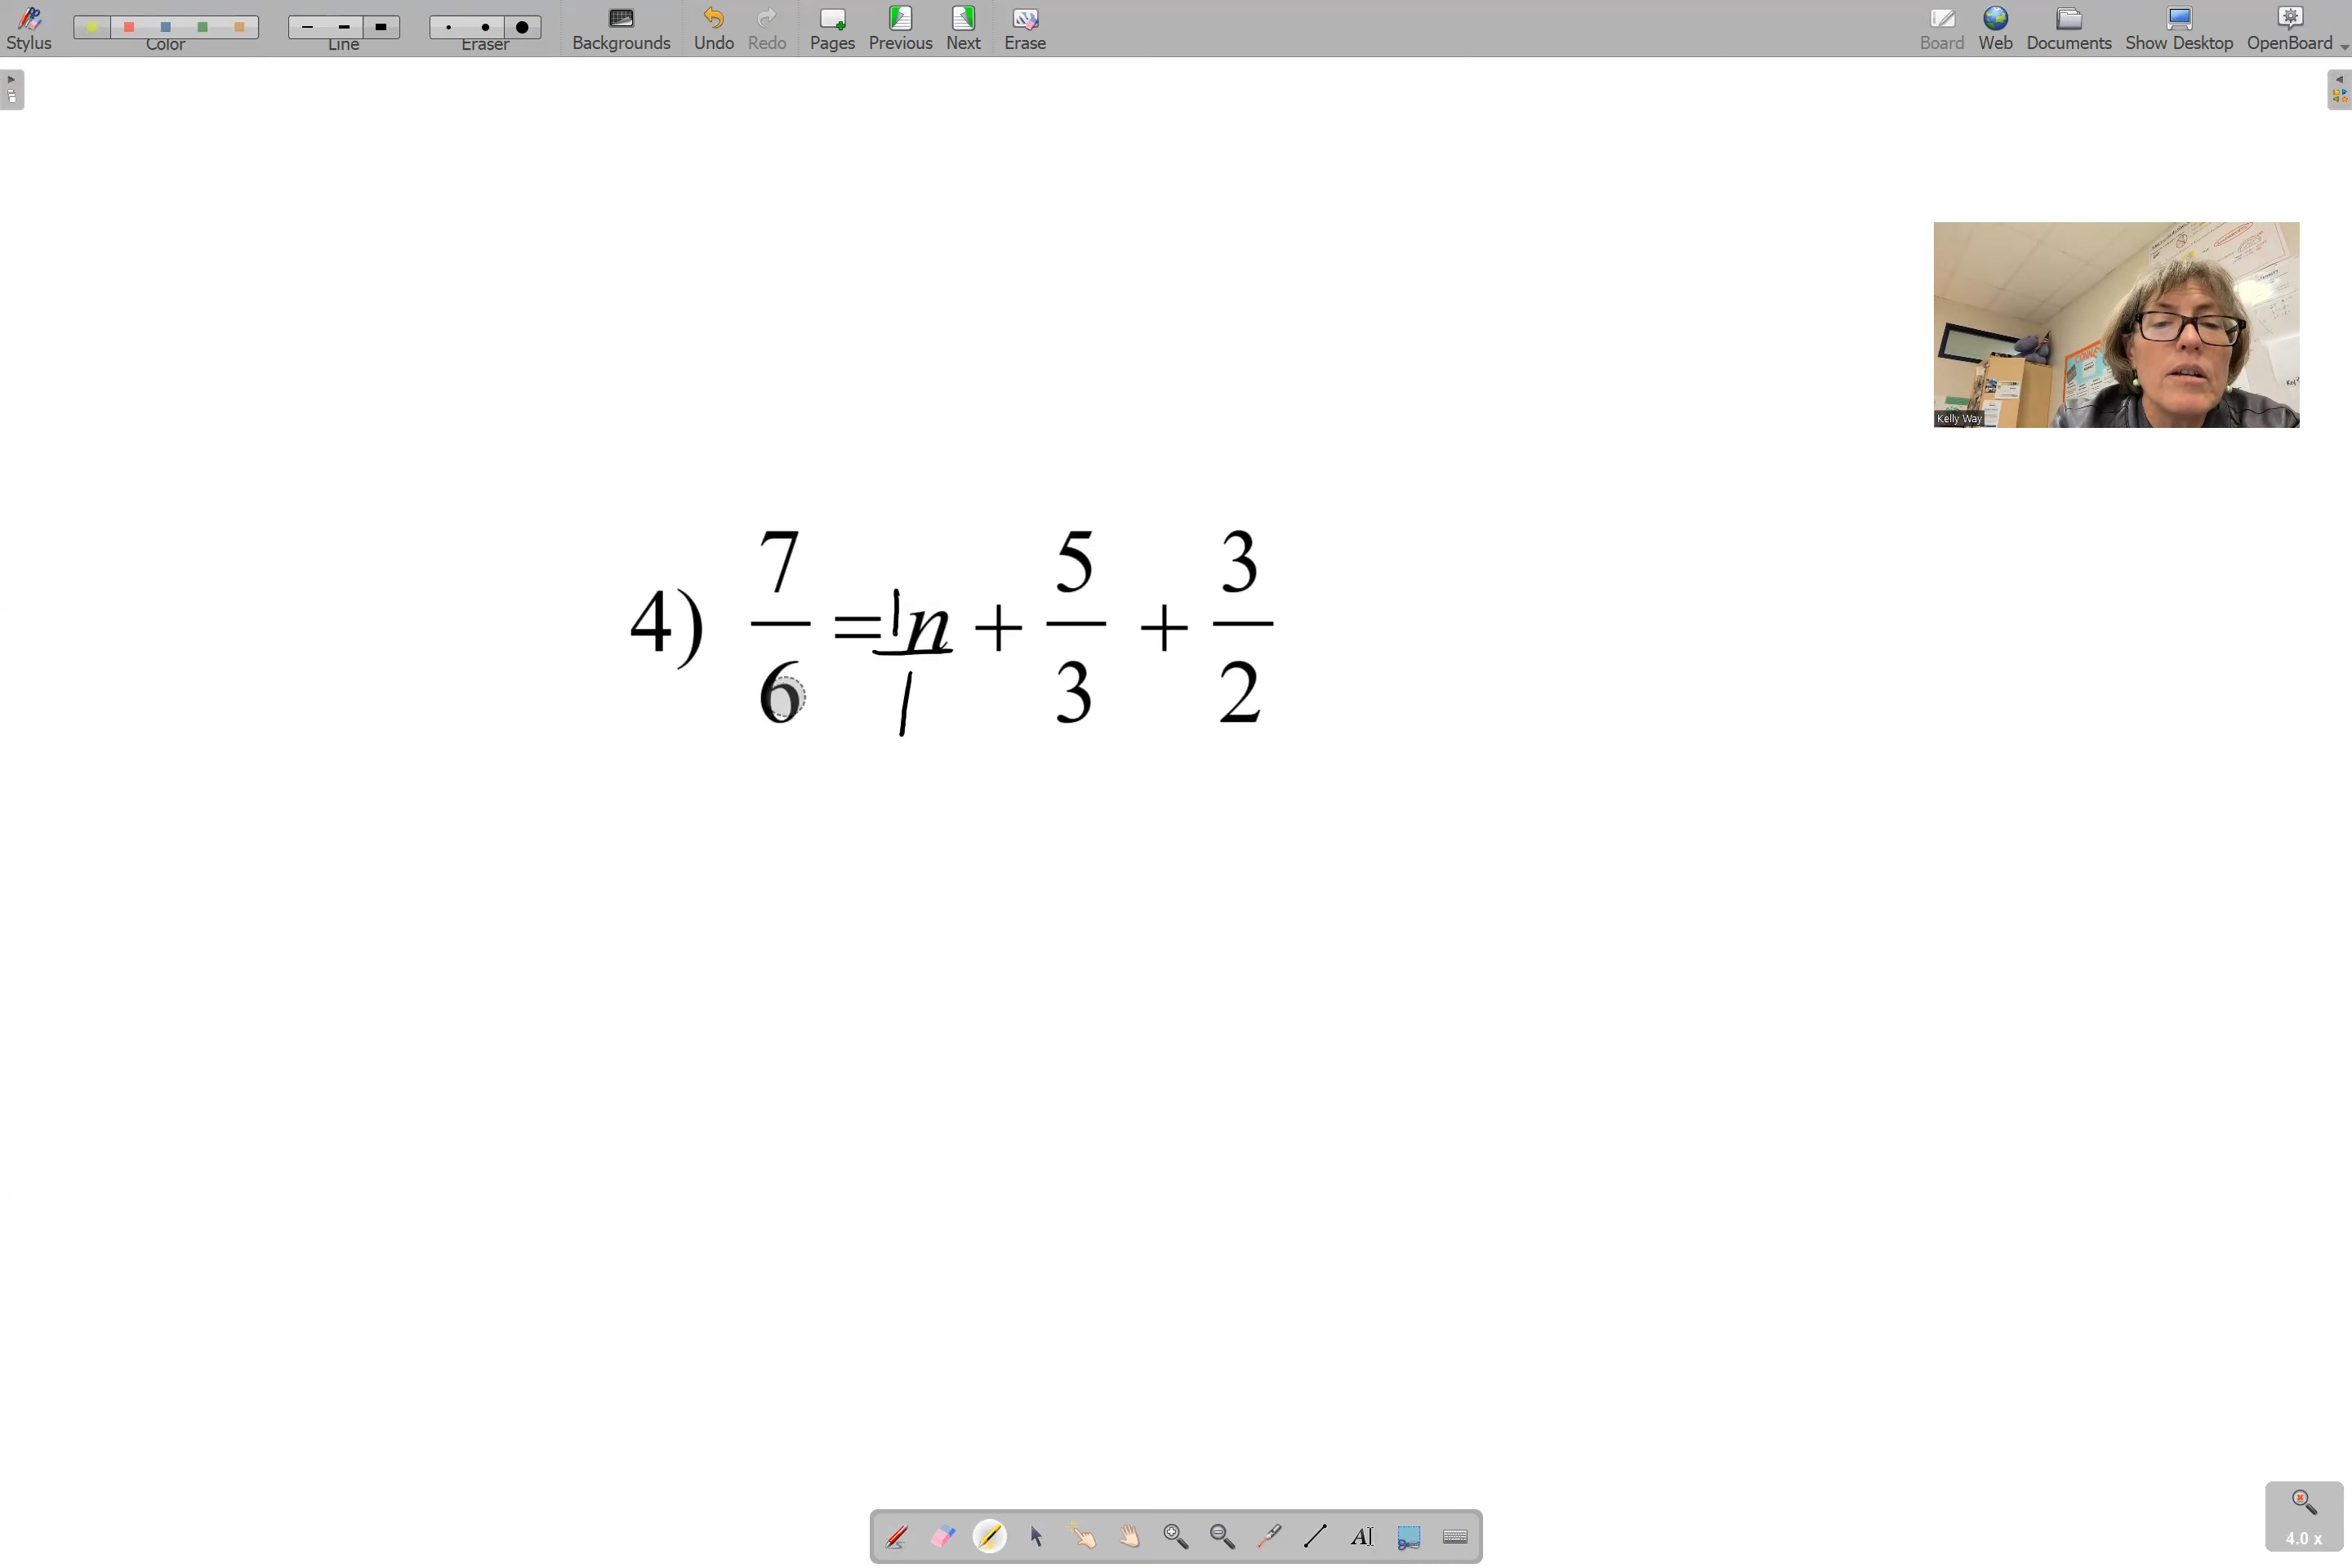 Stylus Color Line Eraser Backgrounds Undo Redo Pages Previous Next Erase Board Web Documents Show Desktop OpenBoard
Kelly Way
4) 7/6 = 1n/1 + 5/3 + 3/2
4.0 x